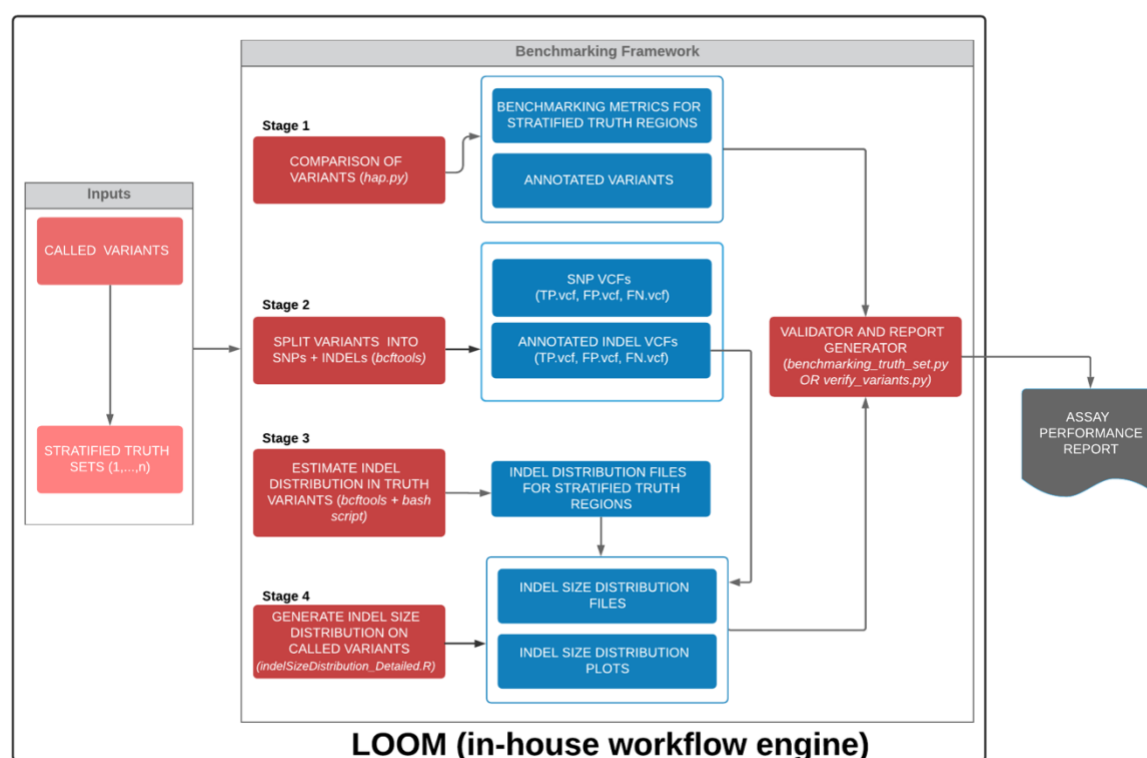 Benchmarking Framework
Inputs
CALLED VARIANTS
STRATIFIED TRUTH
SETS (1,...,n)
Stage 1
COMPARISON OF
VARIANTS (hap.py)
BENCHMARKING METRICS FOR
STRATIFIED TRUTH REGIONS
ANNOTATED VARIANTS
Stage 2
SPLIT VARIANTS INTO
SNPs + INDELs (bcftools)
SNP VCFs
(TP.vcf, FP.vcf, FN.vcf)
ANNOTATED INDEL VCFs
(TP.vcf, FP.vcf, FN.vcf)
Stage 3
ESTIMATE INDEL
DISTRIBUTION IN TRUTH
VARIANTS (bcftools + bash
script)
INDEL DISTRIBUTION FILES
FOR STRATIFIED TRUTH
REGIONS
Stage 4
GENERATE INDEL SIZE
DISTRIBUTION ON
CALLED VARIANTS
(indelSizeDistribution_Detailed.R)
INDEL SIZE DISTRIBUTION
FILES
INDEL SIZE DISTRIBUTION
PLOTS
VALIDATOR AND REPORT
GENERATOR
(benchmarking_truth_set.py
OR verify_variants.py)
ASSAY
PERFORMANCE
REPORT
LOOM (in-house workflow engine)